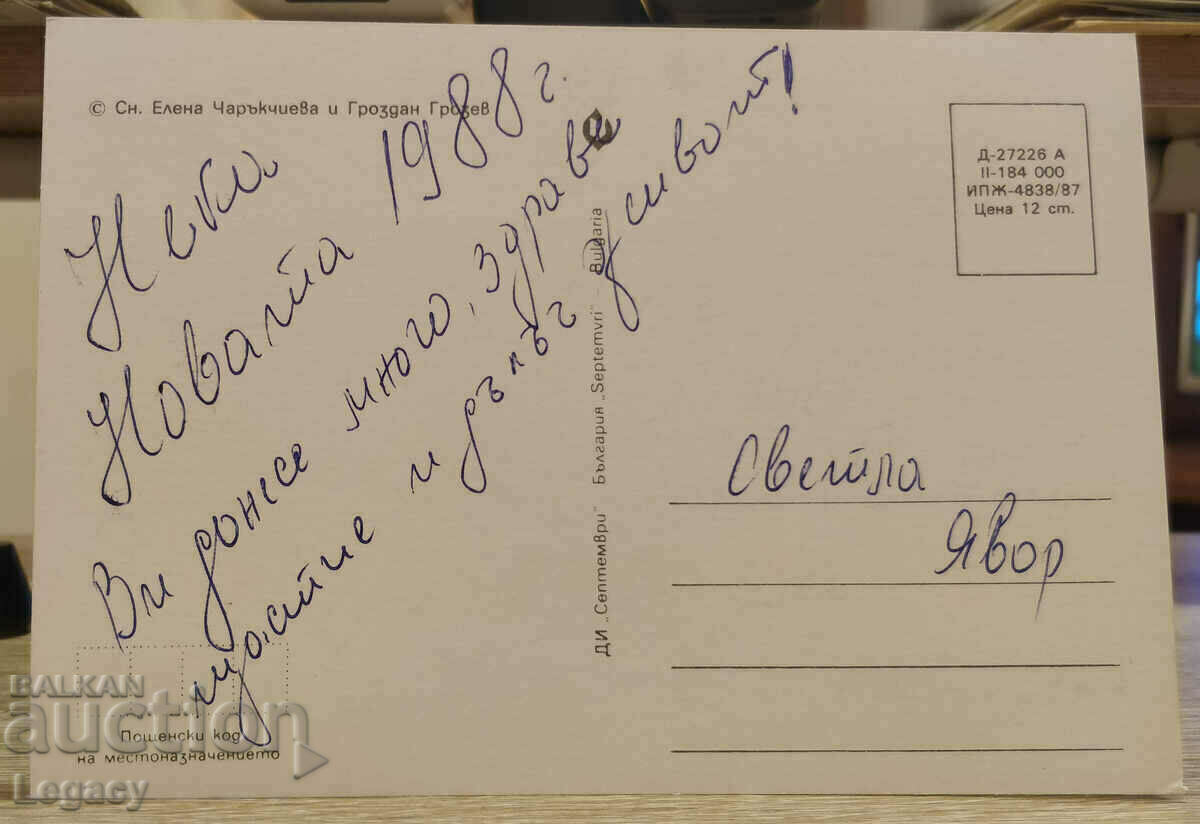 © Сн. Елена Чаръкчиева и Гроздан Грозев
Нека
Новата 1988 г.
Ви донесе много, здраве
щастие и дълъг живот!
ДИ „Септември" България „Septemvri" – Bulgaria
Д-27226 А
II-184 000
ИПЖ-4838/87
Цена 12 ст.
Светла
Явор
Пощенски код
на местоназначението
BALKAN
auction
Legacy